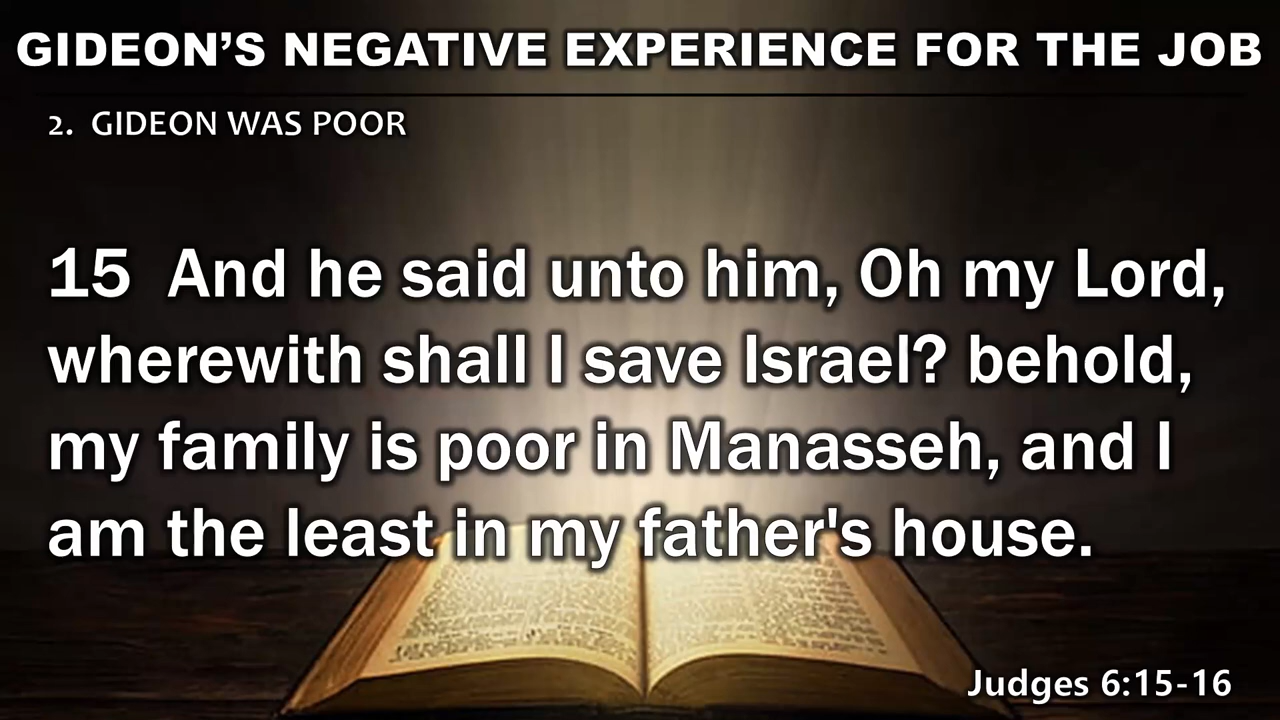 GIDEON’S NEGATIVE EXPERIENCE FOR THE JOB
2. GIDEON WAS POOR
15 And he said unto him, Oh my Lord,
wherewith shall I save Israel? behold,
my family is poor in Manasseh, and I
am the least in my father's house.
Judges 6:15-16